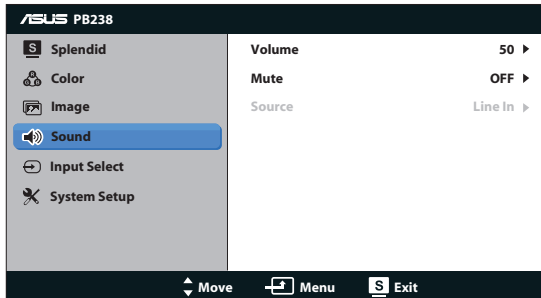 ASUS PB238
S Splendid
Color
Image
Sound
Input Select
System Setup
Volume 50
Mute OFF
Source Line In
Move Menu S Exit